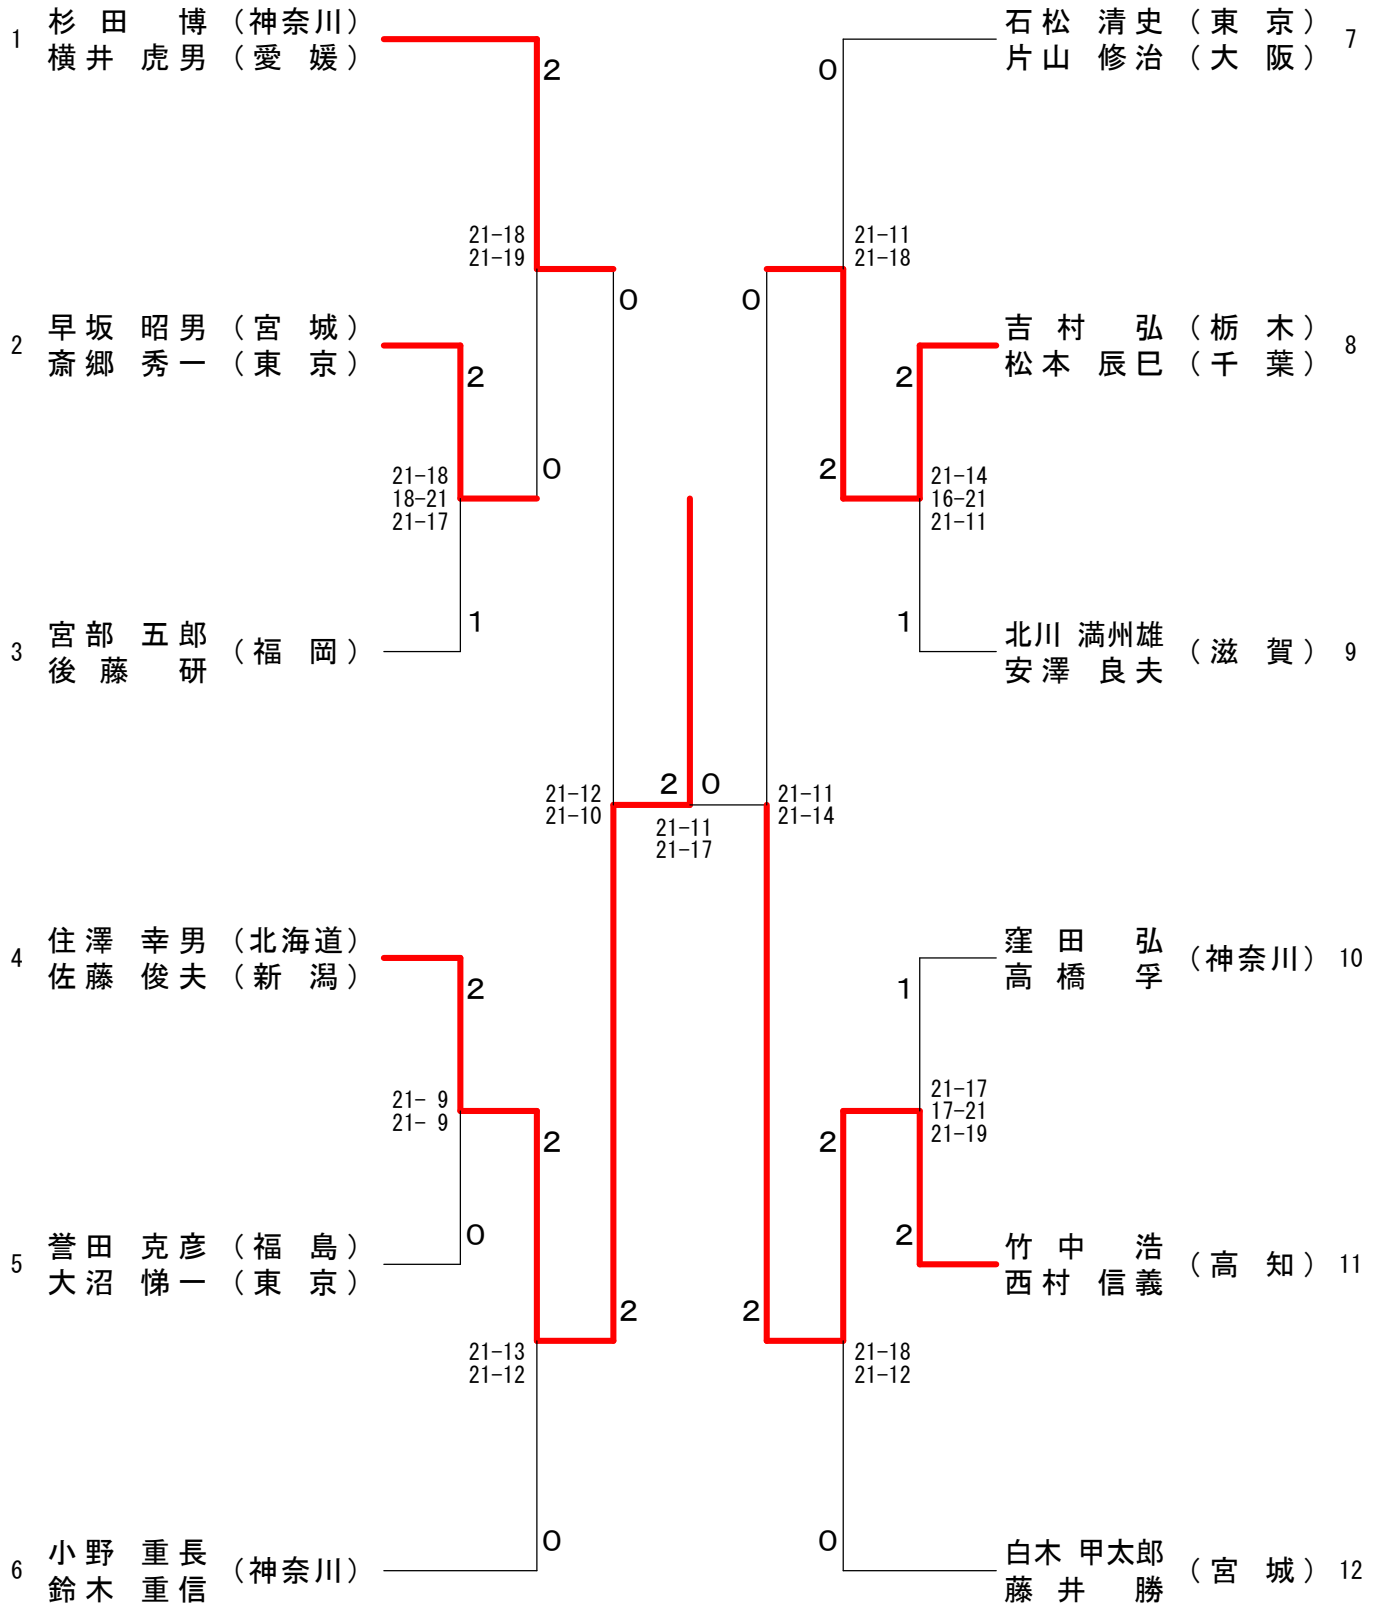 1 杉田 博 (神奈川)
横井 虎男 (愛媛)
2
21-18
21-19
0
2 早坂 昭男 (宮城)
斎郷 秀一 (東京)
2
21-18
18-21
21-17
0
1
3 宮部 五郎 (福岡)
後藤 研
21-12
21-10
2 0
21-11
21-17
4 住澤 幸男 (北海道)
佐藤 俊夫 (新潟)
2
21- 9
21- 9
2
0
5 誉田 克彦 (福島)
大沼 悌一 (東京)
2
21-13
21-12
0
6 小野 重長 (神奈川)
鈴木 重信
石松 清史 (東京) 7
片山 修治 (大阪)
0
21-11
21-18
0
吉村 弘 (栃木) 8
松本 辰巳 (千葉)
2
2
21-14
16-21
21-11
1
北川 満州雄 (滋賀) 9
安澤 良夫
21-11
21-14
窪田 弘 (神奈川) 10
高橋 孚
1
21-17
17-21
21-19
2
2
竹中 浩 (高知) 11
西村 信義
2
21-18
21-12
0
白木 甲太郎 (宮城) 12
藤井 勝